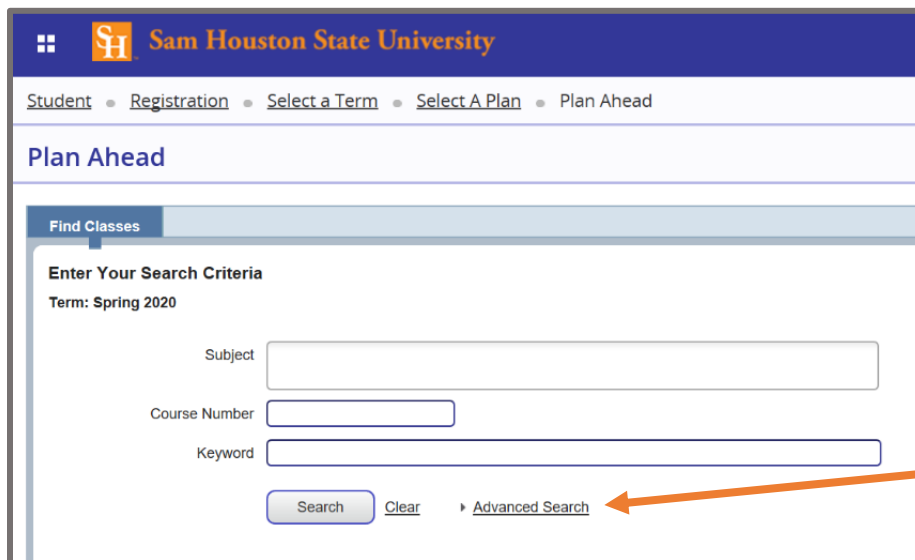 SH Sam Houston State University
Student Registration Select a Term Select A Plan Plan Ahead
Plan Ahead
Find Classes
Enter Your Search Criteria
Term: Spring 2020
Subject
Course Number
Keyword
Search Clear Advanced Search